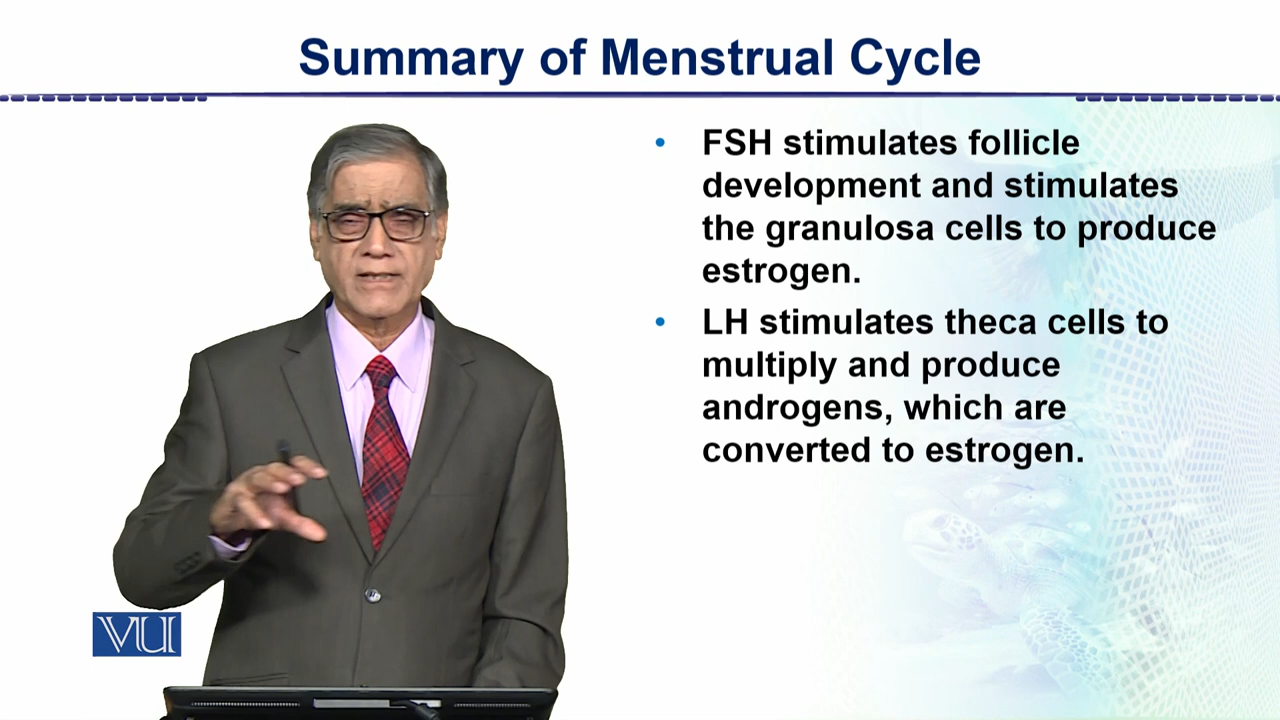 Summary of Menstrual Cycle
• FSH stimulates follicle
development and stimulates
the granulosa cells to produce
estrogen.
• LH stimulates theca cells to
multiply and produce
androgens, which are
converted to estrogen.
VU